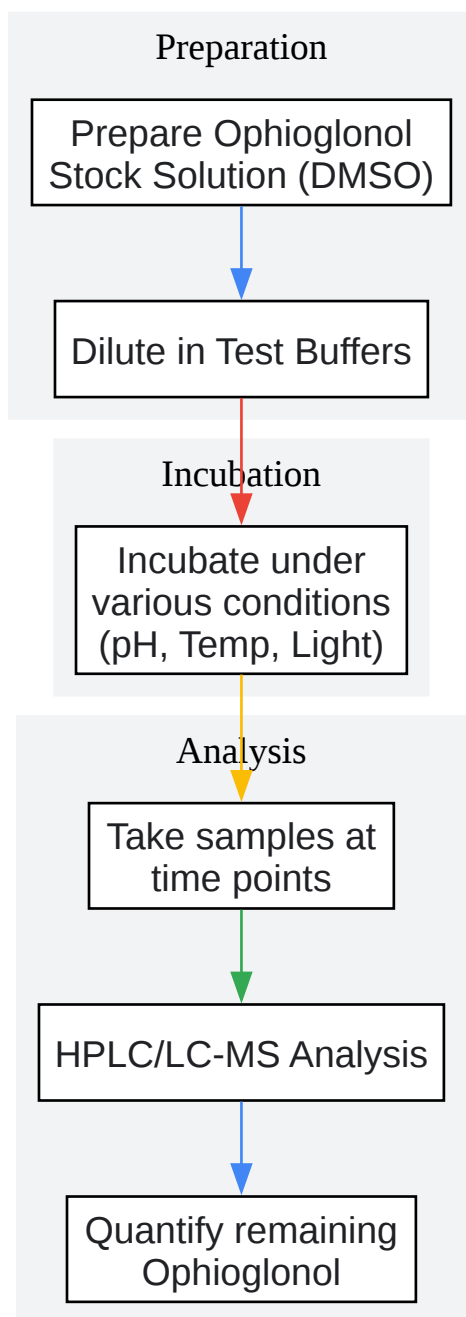 Preparation
Prepare Ophioglonol
Stock Solution (DMSO)
Dilute in Test Buffers
Incubation
Incubate under
various conditions
(pH, Temp, Light)
Analysis
Take samples at
time points
HPLC/LC-MS Analysis
Quantify remaining
Ophioglonol